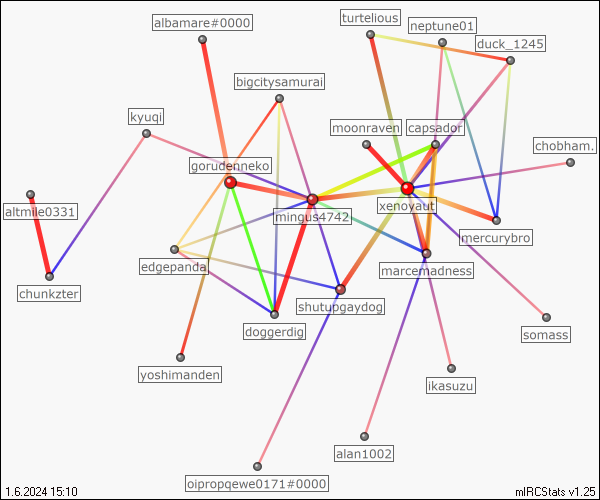 albamare#0000
turtelious
neptune01
duck_1245
bigcitysamurai
kyuqi
moonraven
capsador
chobham.
gorudenneko
altmile0331
mingus4742
xenoyaut
mercurybro
edgepanda
marcemadness
chunkzter
shutupgaydog
doggerdig
somass
yoshimanden
ikasuzu
alan1002
oipropqewe0171#0000
1.6.2024 15:10
mIRCStats v1.25